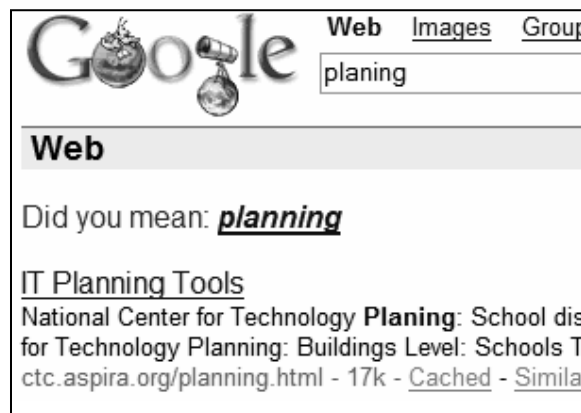 Google
Web Images Group
planing
Web
Did you mean: planning
IT Planning Tools
National Center for Technology Planing: School dis
for Technology Planning: Buildings Level: Schools T
ctc.aspira.org/planning.html - 17k - Cached - Simila